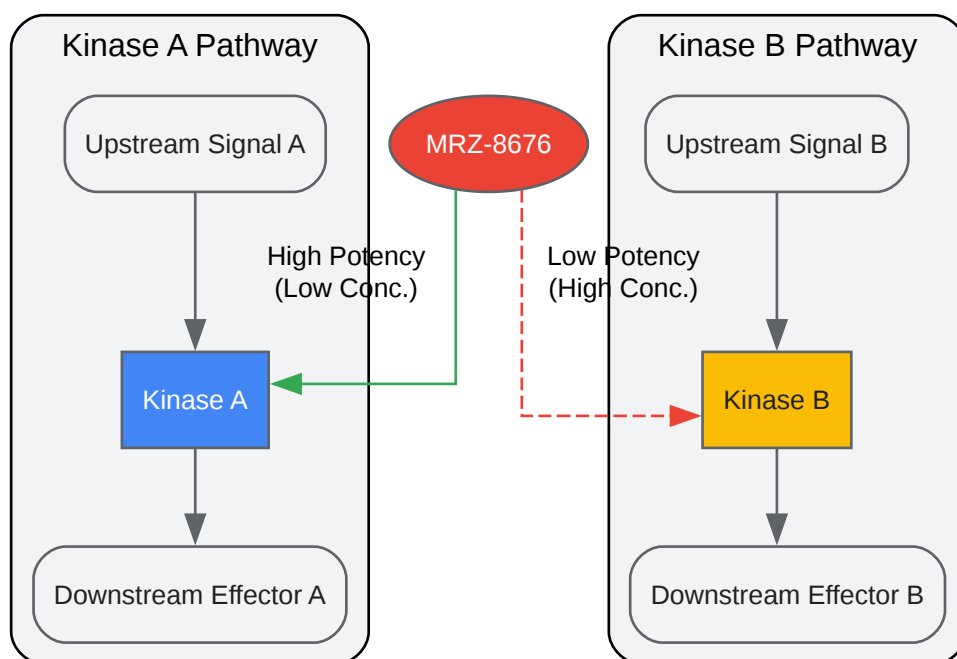 Kinase A Pathway
Kinase B Pathway
Upstream Signal A
MRZ-8676
Upstream Signal B
High Potency
(Low Conc.)
Low Potency
(High Conc.)
Kinase A
Kinase B
Downstream Effector A
Downstream Effector B